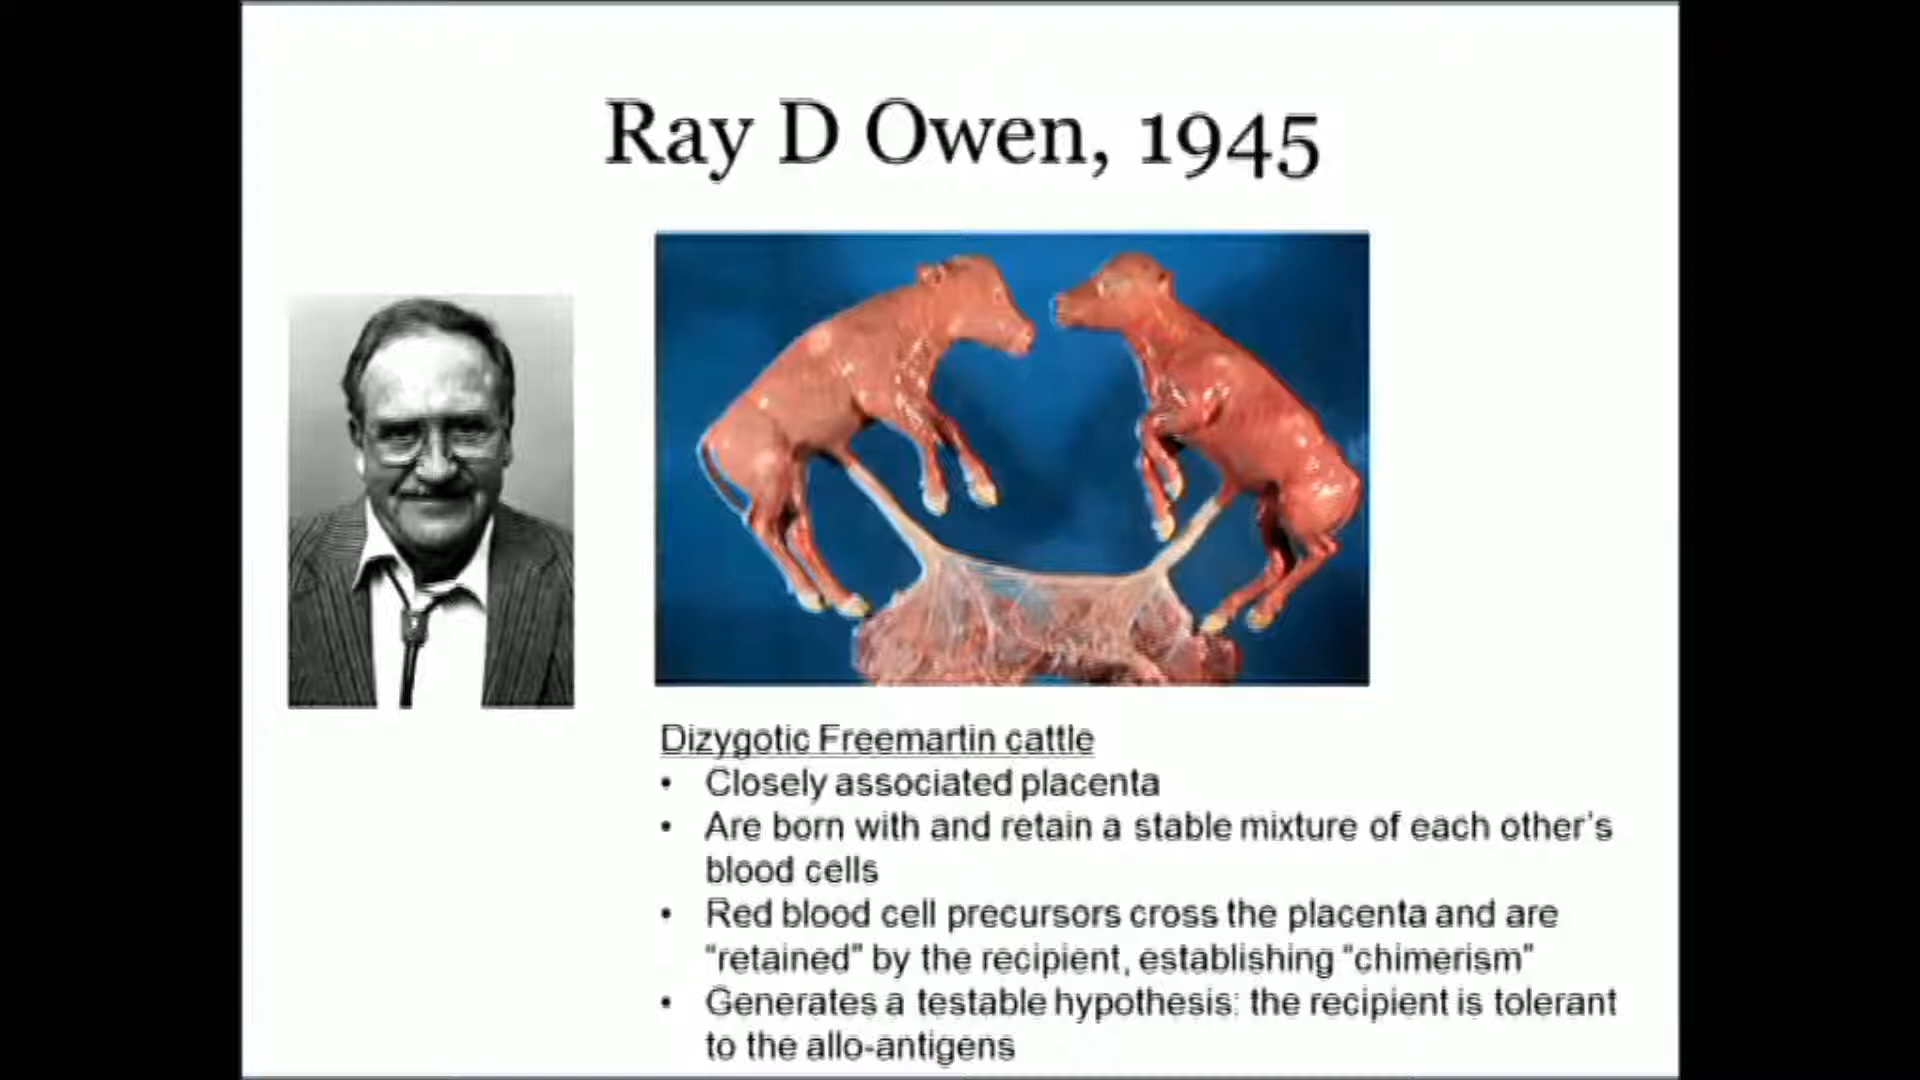 Ray D Owen, 1945
Dizygotic Freemartin cattle
• Closely associated placenta
• Are born with and retain a stable mixture of each other's
blood cells
• Red blood cell precursors cross the placenta and are
"retained" by the recipient, establishing "chimerism"
• Generates a testable hypothesis: the recipient is tolerant
to the allo-antigens